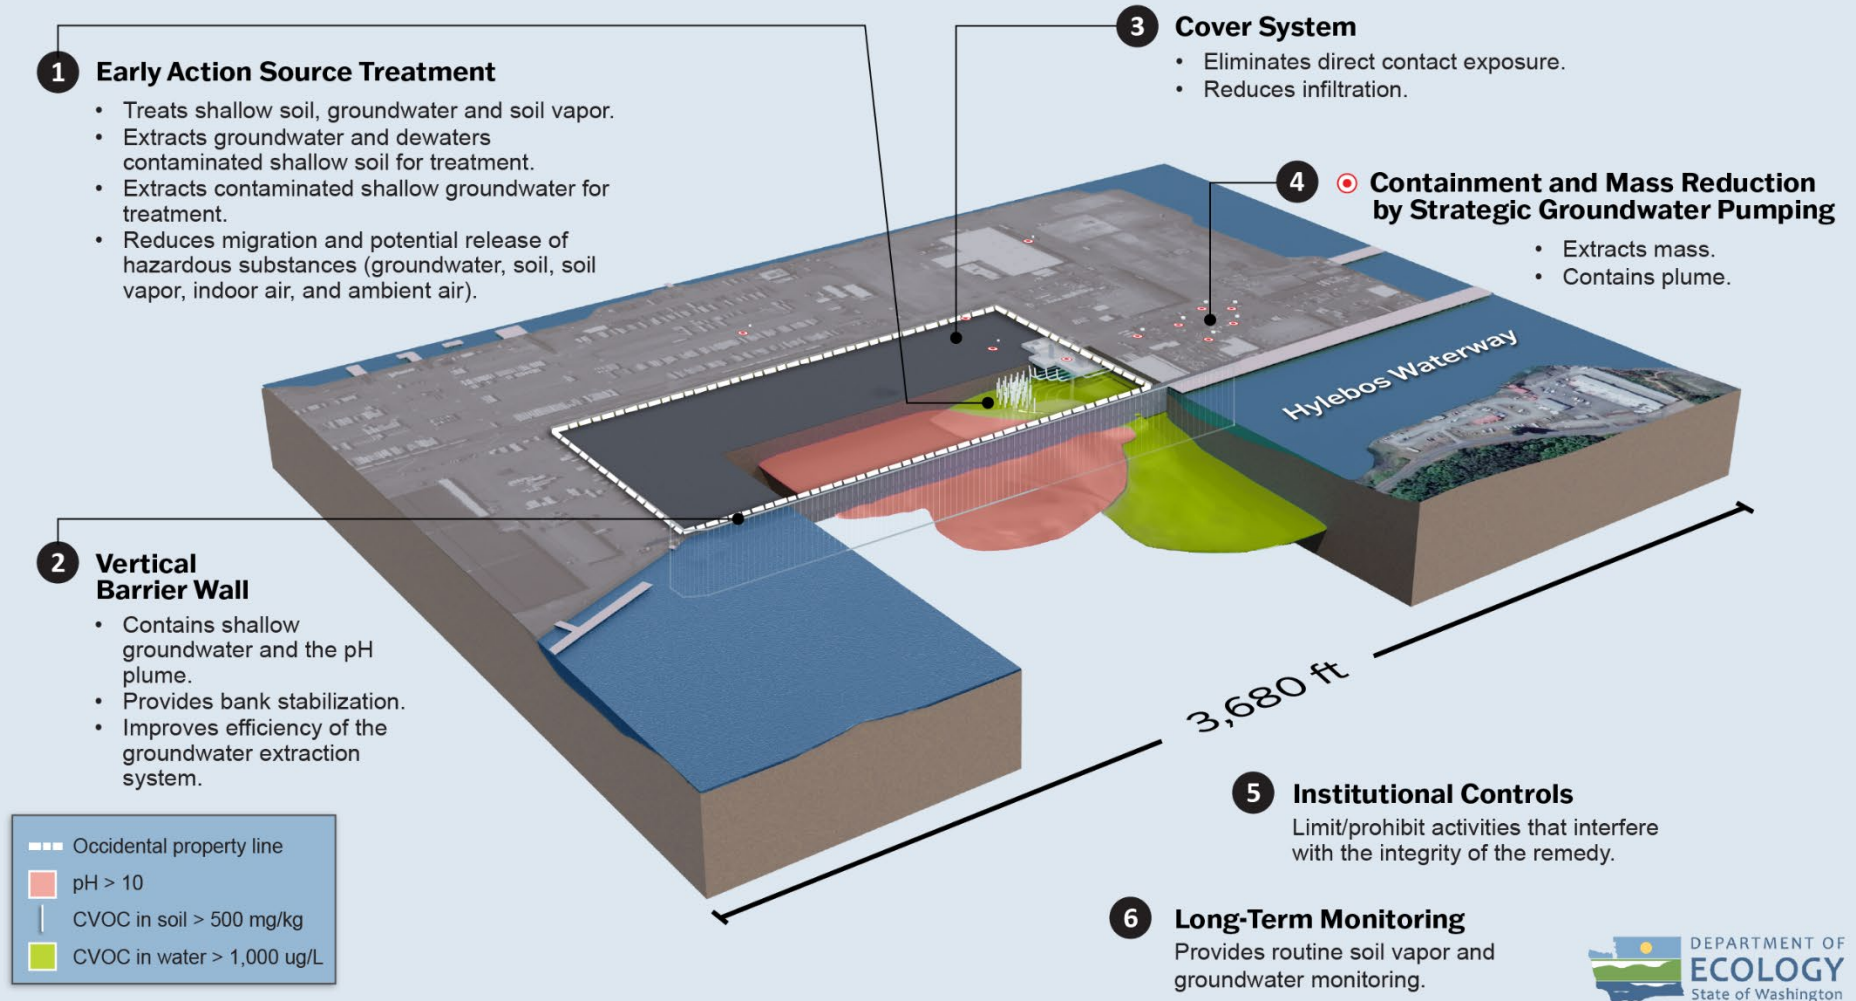 1 Early Action Source Treatment
• Treats shallow soil, groundwater and soil vapor.
• Extracts groundwater and dewaters
contaminated shallow soil for treatment.
• Extracts contaminated shallow groundwater for
treatment.
• Reduces migration and potential release of
hazardous substances (groundwater, soil, soil
vapor, indoor air, and ambient air).
3 Cover System
• Eliminates direct contact exposure.
• Reduces infiltration.
4 Containment and Mass Reduction
by Strategic Groundwater Pumping
• Extracts mass.
• Contains plume.
Hylebos Waterway
2 Vertical
Barrier Wall
• Contains shallow
groundwater and the pH
plume.
• Provides bank stabilization.
• Improves efficiency of the
groundwater extraction
system.
3,680 ft
Occidental property line
pH > 10
CVOC in soil > 500 mg/kg
CVOC in water > 1,000 ug/L
5 Institutional Controls
Limit/prohibit activities that interfere
with the integrity of the remedy.
6 Long-Term Monitoring
Provides routine soil vapor and
groundwater monitoring.
DEPARTMENT OF
ECOLOGY
State of Washington